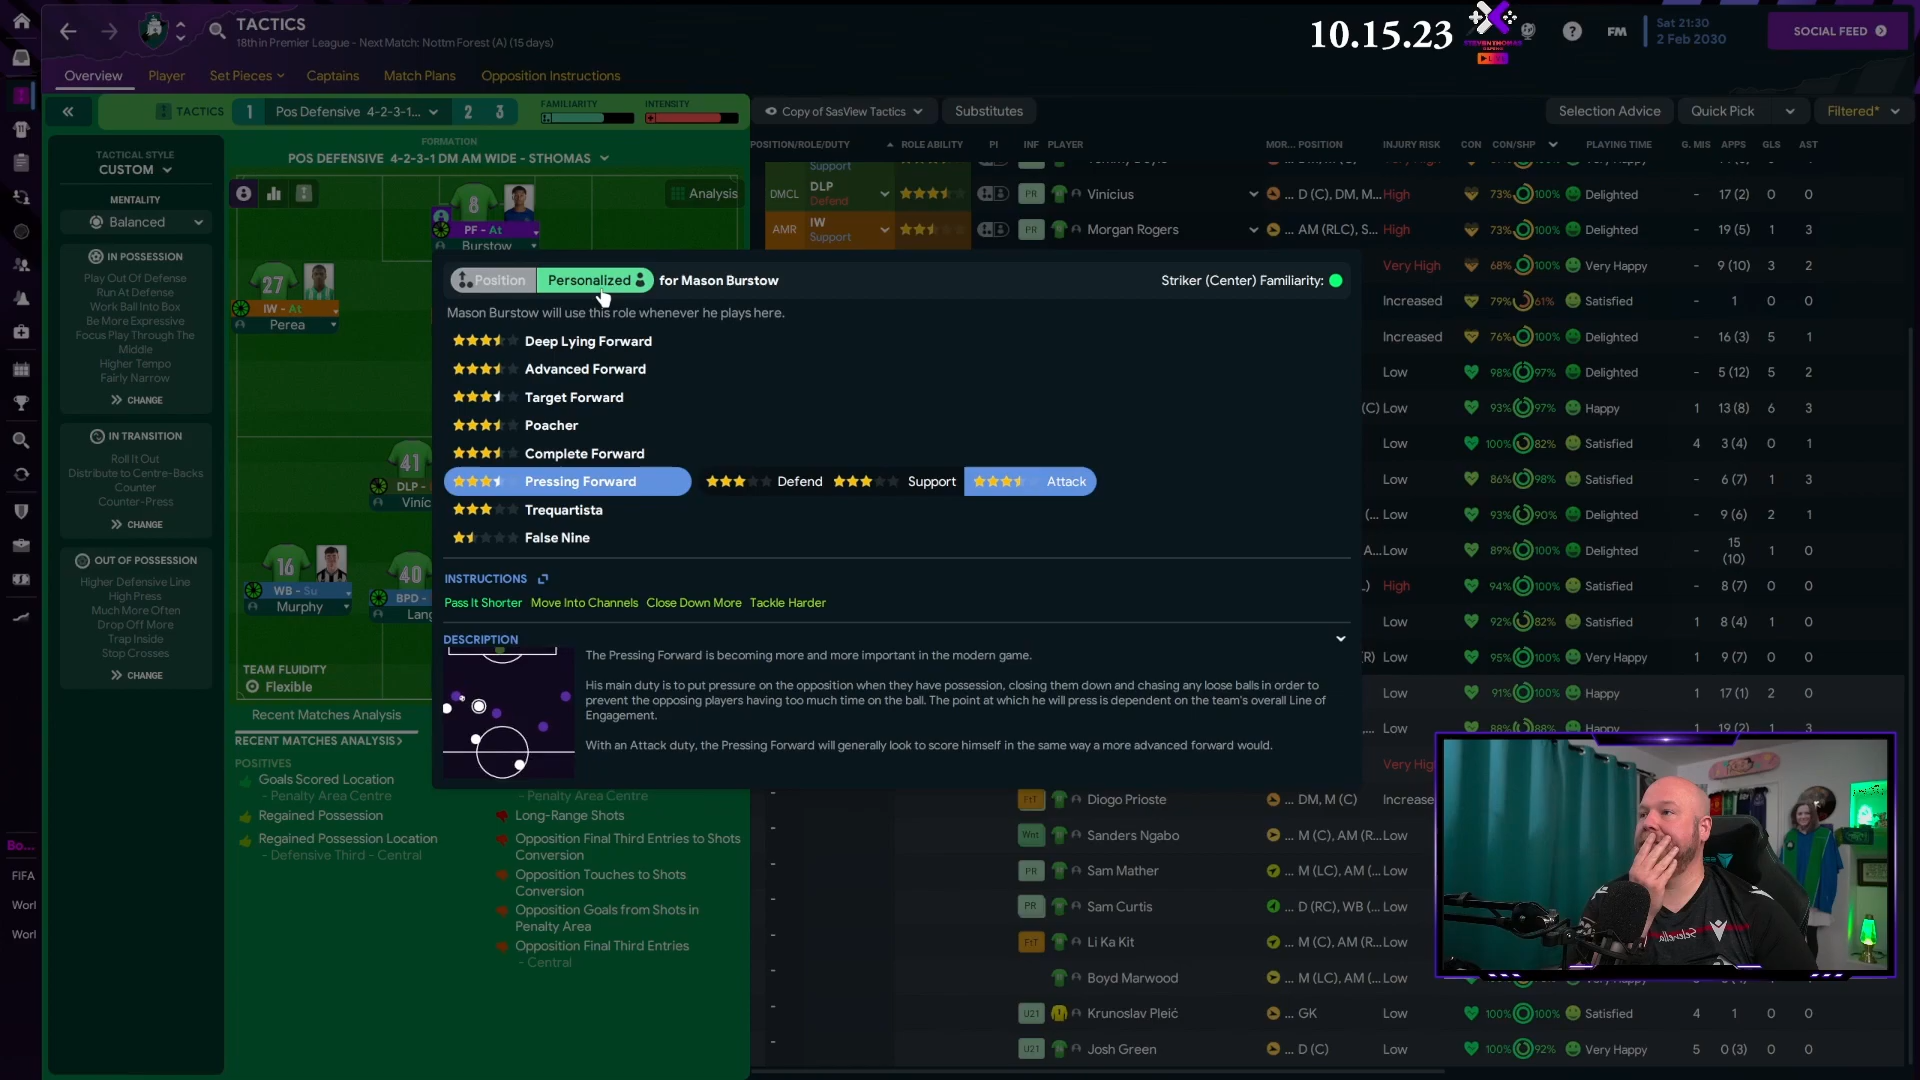 TACTICS
18th in Premier League - Next Match: Nottm Forest (A) (15 days)
10.15.23
FM
Sat 21:30
2 Feb 2030
SOCIAL FEED
Overview
Player
Set Pieces
Captains
Match Plans
Opposition Instructions
TACTICS
1
Pos Defensive 4-2-3-1...
2
3
FAMILIARITY
INTENSITY
Copy of SasView Tactics
Substitutes
Selection Advice
Quick Pick
Filtered*
TACTICAL STYLE
CUSTOM
MENTALITY
Balanced
IN POSSESSION
Play Out Of Defense
Run At Defense
Work Ball Into Box
Be More Expressive
Focus Play Through The
Middle
Higher Tempo
Fairly Narrow
CHANGE
IN TRANSITION
Roll It Out
Distribute to Centre-Backs
Counter
Counter-Press
CHANGE
OUT OF POSSESSION
Higher Defensive Line
High Press
Much More Often
Drop Off More
Trap Inside
Stop Crosses
CHANGE
FORMATION
POS DEFENSIVE 4-2-3-1 DM AM WIDE - STHOMAS
Analysis
8
PF - At
Burstow
27
IW - At
Perea
41
DLP -
Vinic
16
WB - Su
Murphy
40
BPD -
Lang
TEAM FLUIDITY
Flexible
Recent Matches Analysis
RECENT MATCHES ANALYSIS>
POSITIVES
Goals Scored Location
- Penalty Area Centre
Regained Possession
Regained Possession Location
- Defensive Third - Central
- Penalty Area Centre
Long-Range Shots
Opposition Final Third Entries to Shots
Conversion
Opposition Touches to Shots
Conversion
Opposition Goals from Shots in
Penalty Area
Opposition Final Third Entries
- Central
Bo...
FIFA
Worl
Worl
Position
Personalized
for Mason Burstow
Striker (Center) Familiarity:
Mason Burstow will use this role whenever he plays here.
Deep Lying Forward
Advanced Forward
Target Forward
Poacher
Complete Forward
Pressing Forward
Defend
Support
Attack
Trequartista
False Nine
INSTRUCTIONS
Pass It Shorter Move Into Channels Close Down More Tackle Harder
DESCRIPTION
The Pressing Forward is becoming more and more important in the modern game.
His main duty is to put pressure on the opposition when they have possession, closing them down and chasing any loose balls in order to
prevent the opposing players having too much time on the ball. The point at which he will press is dependent on the team's overall Line of
Engagement.
With an Attack duty, the Pressing Forward will generally look to score himself in the same way a more advanced forward would.
POSITION/ROLE/DUTY ROLE ABILITY PI INF PLAYER MOR... POSITION INJURY RISK CON CON/SHP PLAYING TIME G. MIS APPS GLS AST
Support
DMCL DLP Defend PR Vinícius ... D (C), DM, M... High 73% 100% Delighted - 17 (2) 0 0
AMR IW Support PR Morgan Rogers ... AM (RLC), S... High 73% 100% Delighted - 19 (5) 1 3
Very High 68% 100% Very Happy - 9 (10) 3 2
Increased 79% 61% Satisfied - 1 0 0
Increased 76% 100% Delighted - 16 (3) 5 1
Low 98% 97% Delighted - 5 (12) 5 2
(C) Low 93% 97% Happy 1 13 (8) 6 3
Low 100% 82% Satisfied 4 3 (4) 0 1
Low 86% 98% Satisfied - 6 (7) 1 3
(... Low 93% 90% Delighted - 9 (6) 2 1
A... Low 89% 100% Delighted - 15 (10) 1 0
High 94% 100% Satisfied - 8 (7) 0 0
Low 92% 82% Satisfied 1 8 (4) 1 0
R) Low 95% 100% Very Happy 1 9 (7) 0 0
Low 91% 100% Happy 1 17 (1) 2 0
Low 88% 88% Happy 1 19 (2) 1 3
Very High
- FrT Diogo Prioste ... DM, M (C) Increase
- Wnt Sanders Ngabo ... M (C), AM (R... Low
- PR Sam Mather ... M (LC), AM (... Low
- PR Sam Curtis ... D (RC), WB (... Low
- FrT Li Ka Kit ... M (C), AM (R... Low
- Boyd Marwood ... M (LC), AM (... Low
- U21 Krunoslav Pleić ... GK Low 100% 100% Satisfied 4 1 0 0
- U21 Josh Green ... D (C) Low 100% 92% Very Happy 5 0 (3) 0 0